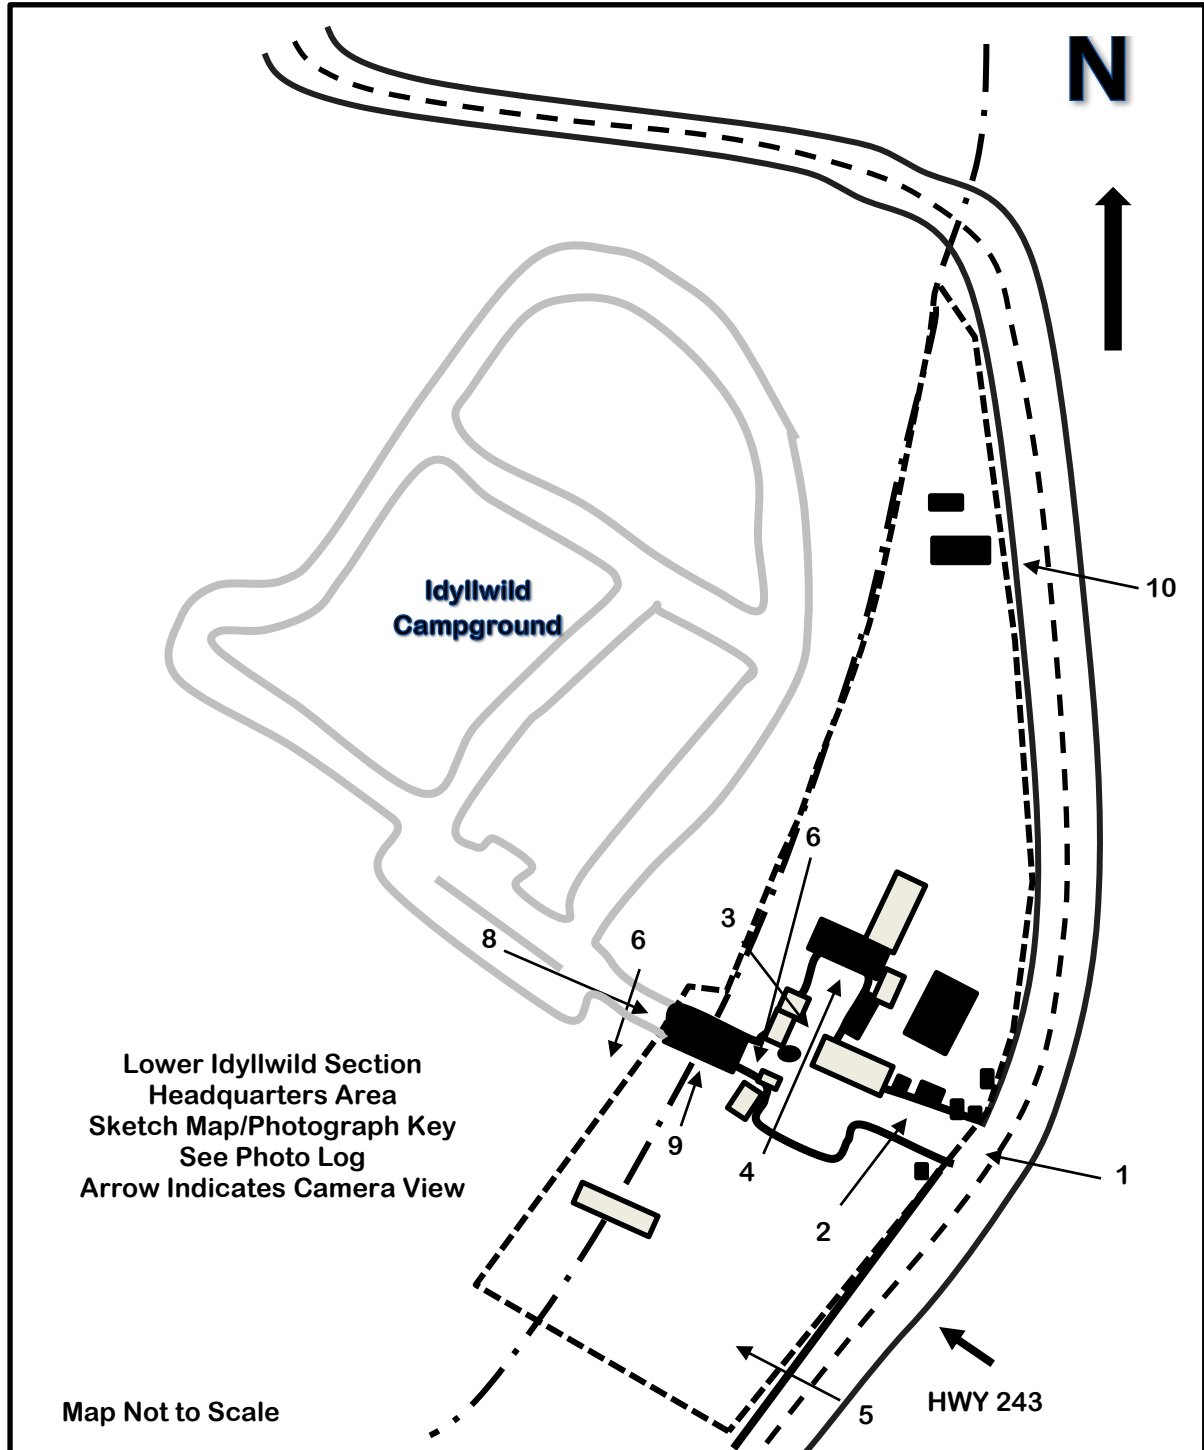 N
Idyllwild
Campground
10
6
3
8
6
Lower Idyllwild Section
Headquarters Area
Sketch Map/Photograph Key
See Photo Log
Arrow Indicates Camera View
9
4
1
2
HWY 243
Map Not to Scale
5